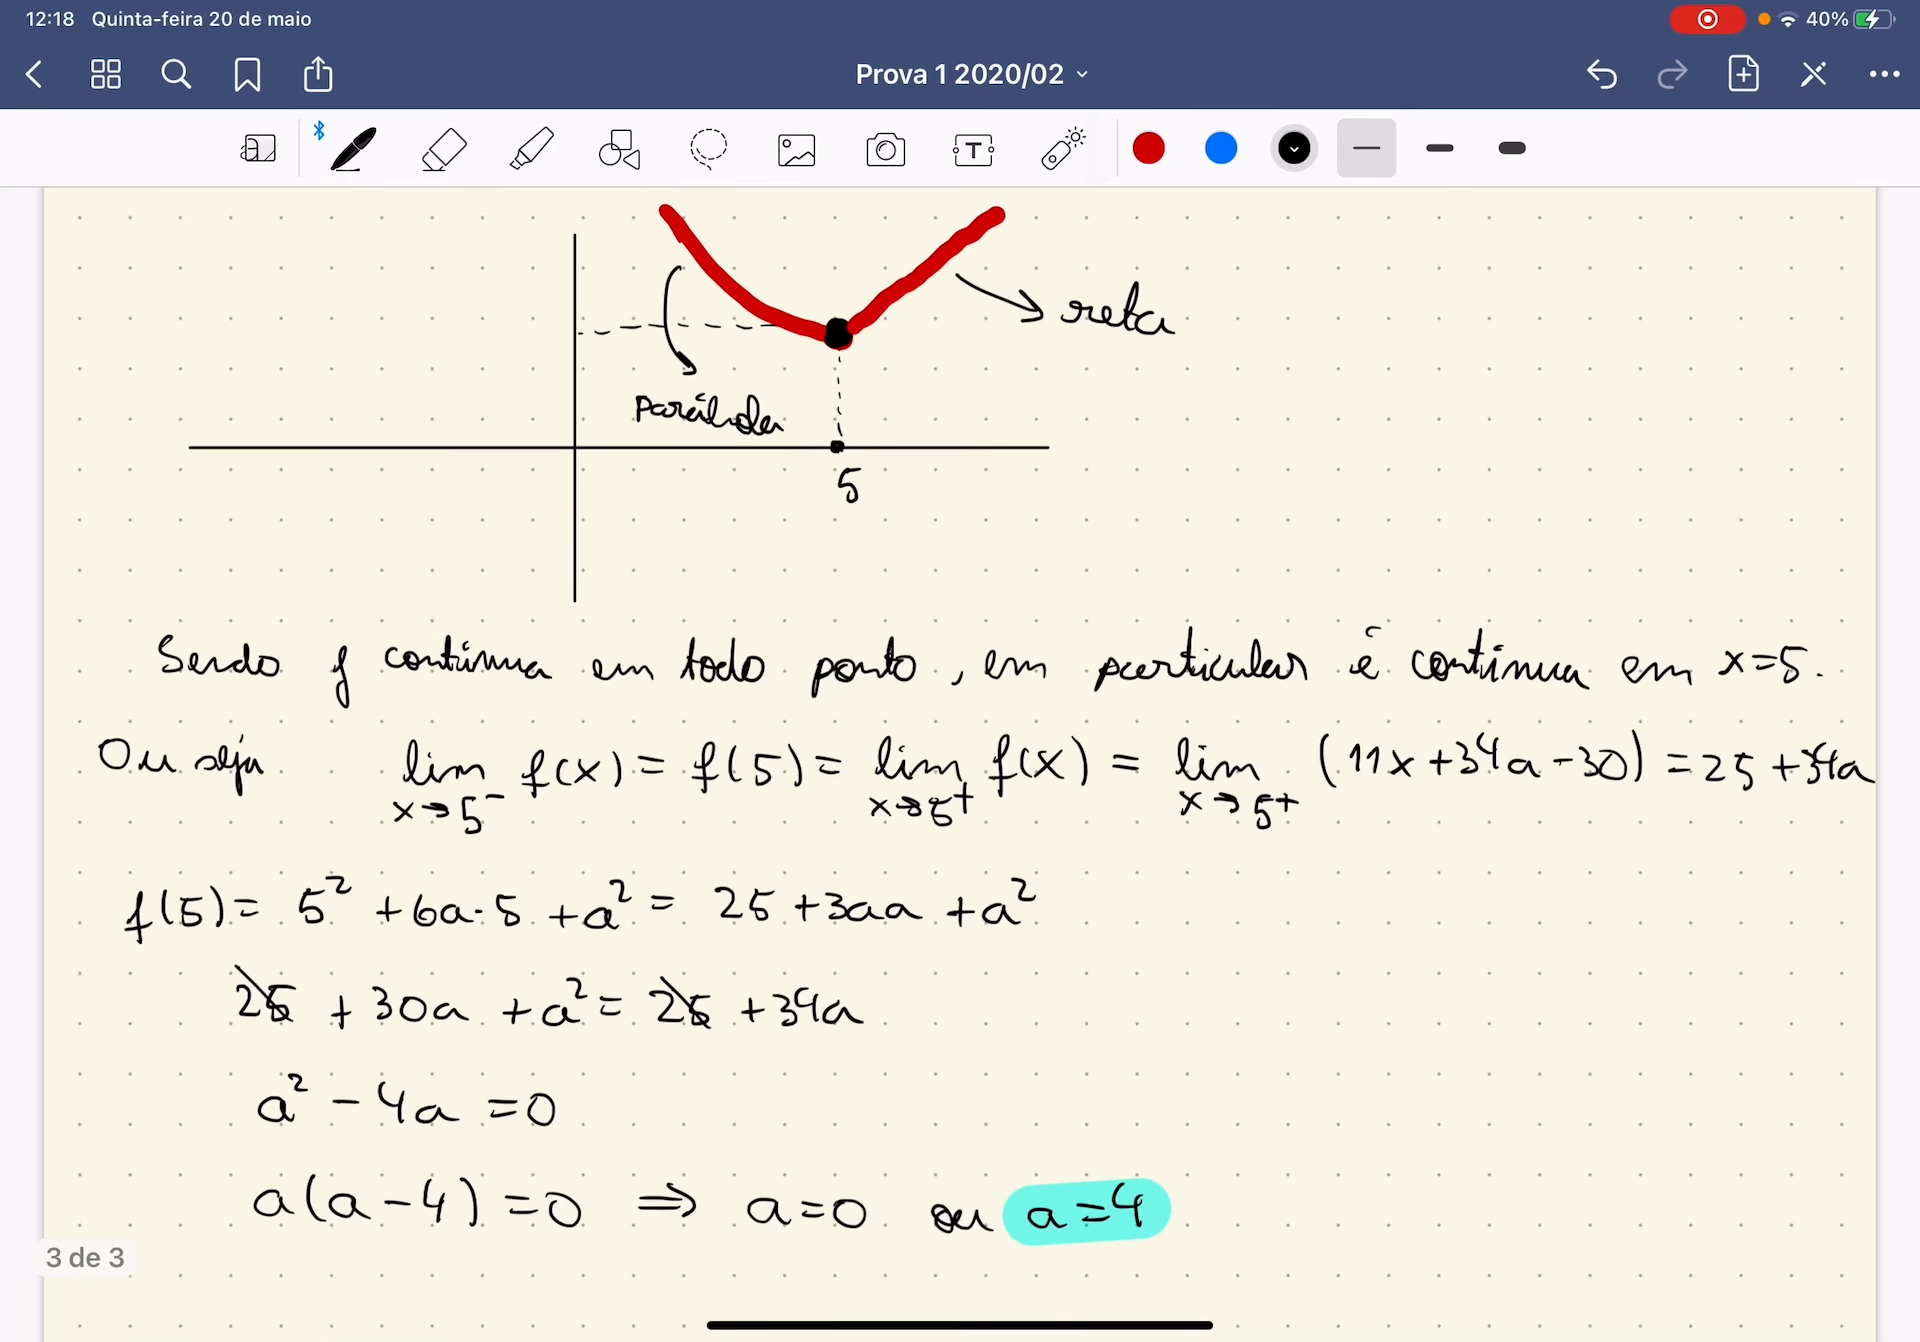 12:18 Quinta-feira 20 de maio
40%
Prova 1 2020/02
reta
Parábola
5
Sendo f contínua em todo ponto, em particular é contínua em x=5.
Ou seja lim x→5⁻ f(x) = f(5) = lim x→5⁺ f(x) = lim x→5⁺ (11x+34a-30) = 25+34a
f(5) = 5² + 6a·5 + a² = 25 + 3aa + a²
25 + 30a + a² = 25 + 34a
a² - 4a = 0
a(a-4) = 0 ⇒ a=0 ou a=4
3 de 3